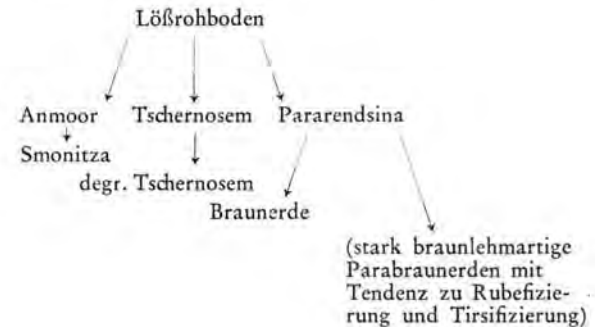 Lößrohboden
Anmoor Tschernosem Pararendsina
Smonitza
degr. Tschernosem
Braunerde
(stark braunlehmartige
Parabraunerden mit
Tendenz zu Rubefizie-
rung und Tirsifizierung)